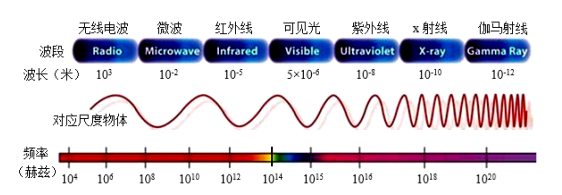 无线电波 微波 红外线 可见光 紫外线 x 射线 伽马射线
波段 Radio Microwave Infrared Visible Ultraviolet X-ray Gamma Ray
波长（米） 10³ 10⁻² 10⁻⁵ 5×10⁻⁶ 10⁻⁸ 10⁻¹⁰ 10⁻¹²
对应尺度物体
频率
（赫兹）
10⁴ 10⁶ 10⁸ 10¹⁰ 10¹² 10¹⁴ 10¹⁵ 10¹⁶ 10¹⁸ 10²⁰